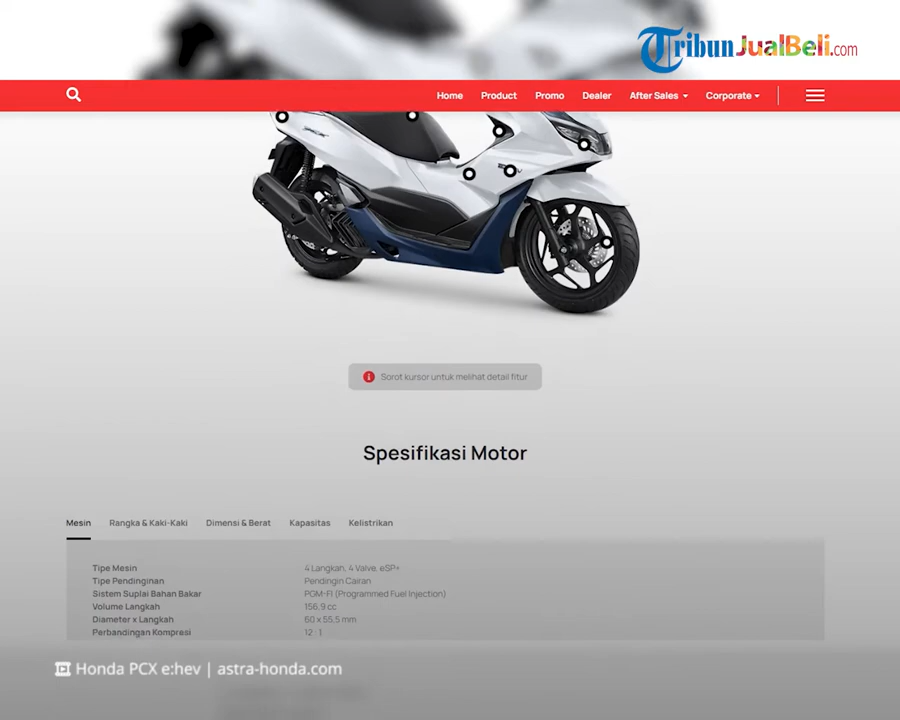 TribunJualBeli.com
Home Product Promo Dealer After Sales Corporate
PCX
Sorot kursor untuk melihat detail fitur
Spesifikasi Motor
Mesin Rangka & Kaki-Kaki Dimensi & Berat Kapasitas Kelistrikan
Tipe Mesin 4 Langkah, 4 Valve, eSP+
Tipe Pendinginan Pendingin Cairan
Sistem Suplai Bahan Bakar PGM-FI (Programmed Fuel Injection)
Volume Langkah 156,9 cc
Diameter x Langkah 60 x 55,5 mm
Perbandingan Kompresi 12 : 1
Honda PCX e:hev | astra-honda.com